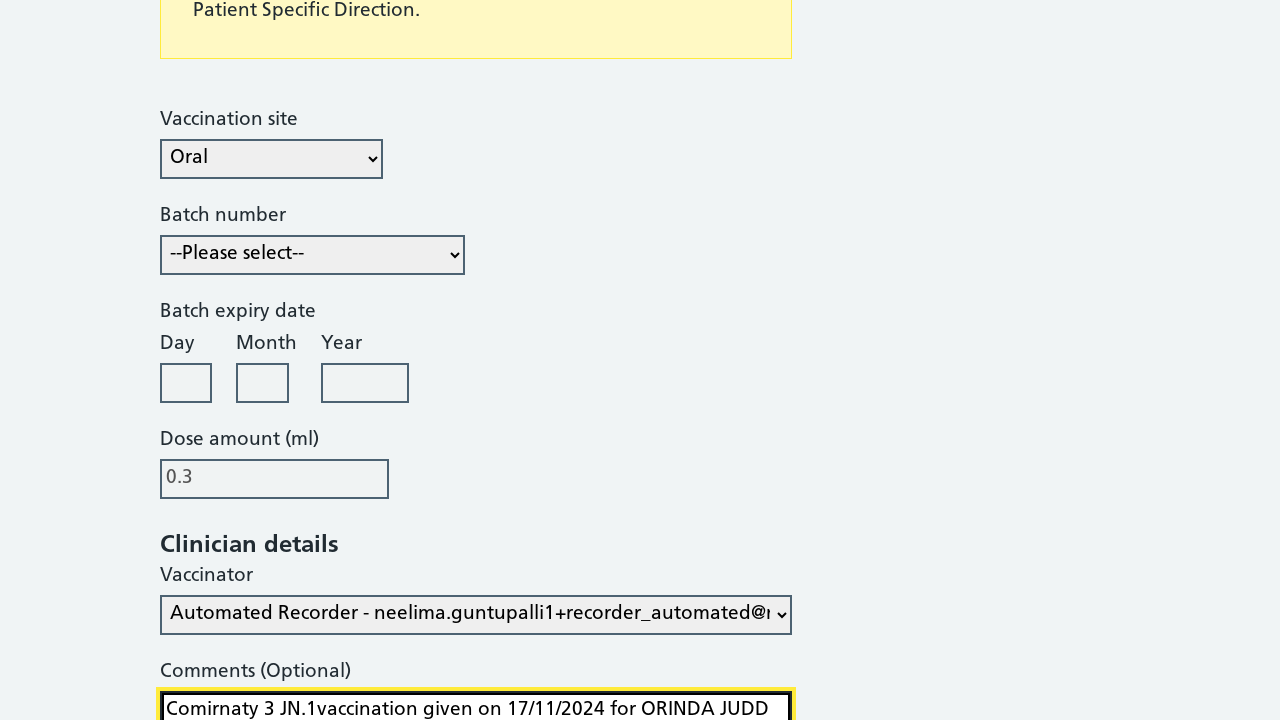 Patient Specific Direction.
Vaccination site
Oral
Batch number
--Please select--
Batch expiry date
Day Month Year
Dose amount (ml)
0.3
Clinician details
Vaccinator
Automated Recorder - neelima.guntupalli1+recorder_automated@
Comments (Optional)
Comirnaty 3 JN.1vaccination given on 17/11/2024 for ORINDA JUDD